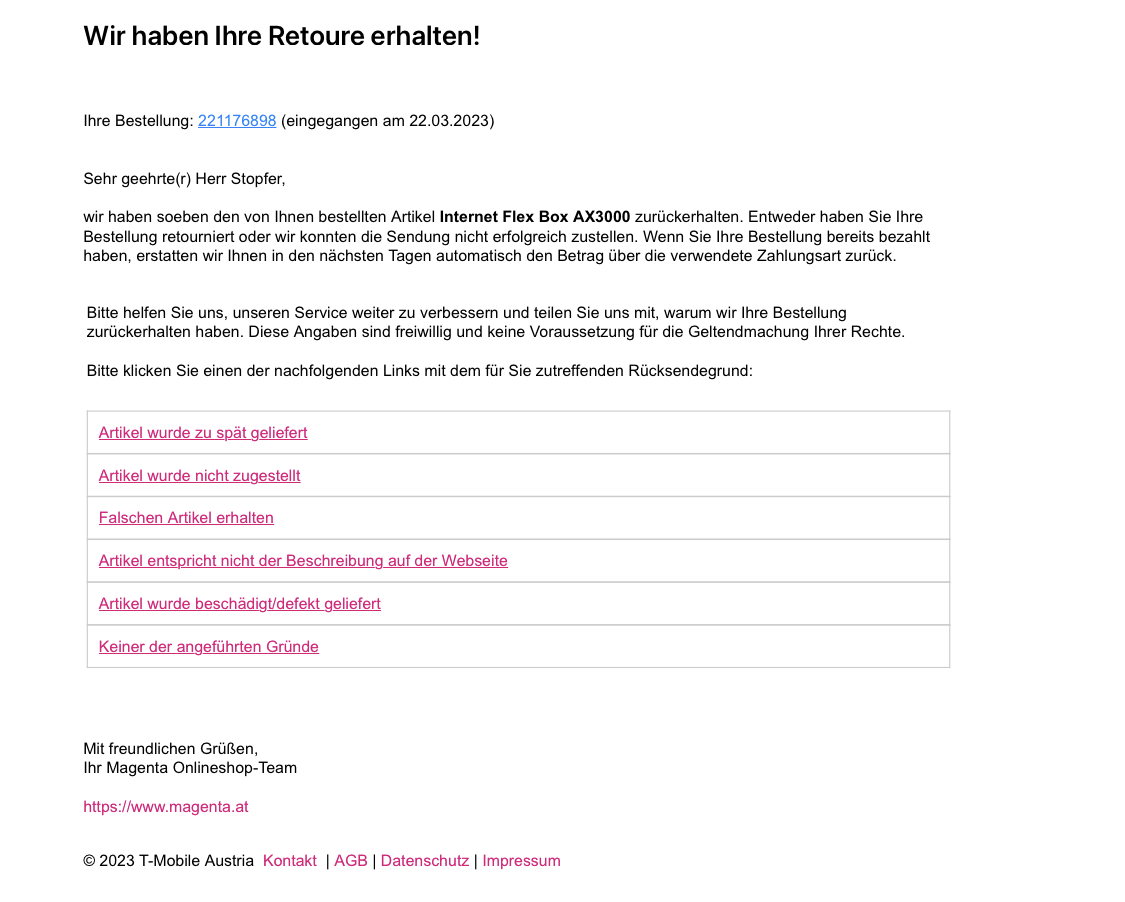 Wir haben Ihre Retoure erhalten!
Ihre Bestellung: 221176898 (eingegangen am 22.03.2023)
Sehr geehrte(r) Herr Stopfer,
wir haben soeben den von Ihnen bestellten Artikel Internet Flex Box AX3000 zurückerhalten. Entweder haben Sie Ihre
Bestellung retourniert oder wir konnten die Sendung nicht erfolgreich zustellen. Wenn Sie Ihre Bestellung bereits bezahlt
haben, erstatten wir Ihnen in den nächsten Tagen automatisch den Betrag über die verwendete Zahlungsart zurück.
Bitte helfen Sie uns, unseren Service weiter zu verbessern und teilen Sie uns mit, warum wir Ihre Bestellung
zurückerhalten haben. Diese Angaben sind freiwillig und keine Voraussetzung für die Geltendmachung Ihrer Rechte.
Bitte klicken Sie einen der nachfolgenden Links mit dem für Sie zutreffenden Rücksendegrund:
Artikel wurde zu spät geliefert
Artikel wurde nicht zugestellt
Falschen Artikel erhalten
Artikel entspricht nicht der Beschreibung auf der Webseite
Artikel wurde beschädigt/defekt geliefert
Keiner der angeführten Gründe
Mit freundlichen Grüßen,
Ihr Magenta Onlineshop-Team
https://www.magenta.at
© 2023 T-Mobile Austria Kontakt | AGB | Datenschutz | Impressum